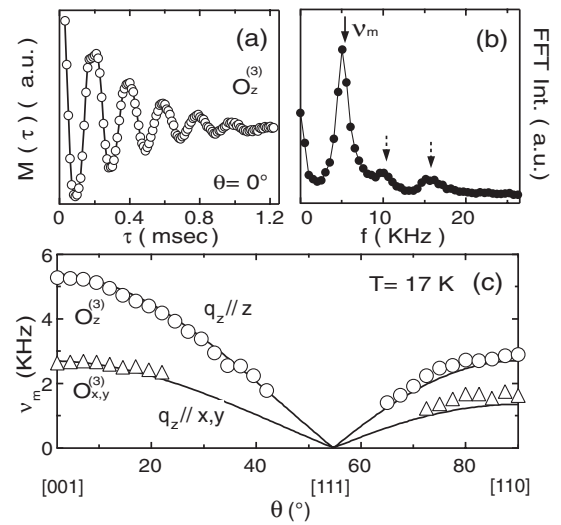 (a)
O_z^(3)
θ= 0°
M ( τ ) ( a.u. )
0 0.4 0.8 1.2
τ ( msec )
(b)
ν_m
FFT Int. ( a.u. )
0 10 20
f ( KHz )
(c)
T= 17 K
q_z// z
O_z^(3)
O_x,y^(3)
q_z// x,y
ν_m (KHz)
6
4
2
0
20 40 60 80
[001] [111] [110]
θ (°)